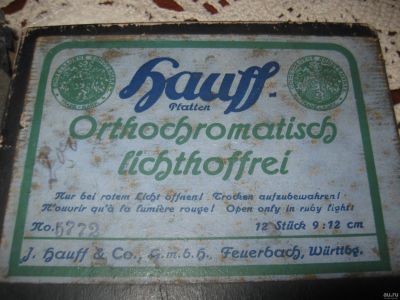 Hauff-
Platten
Orthochromatisch
lichthoffrei
Nur bei rotem Licht öffnen! Trocken aufzubewahren!
N'ouvrir qu'à la lumière rouge! Open only in ruby light!
No. 5772 12 Stück 9:12 cm
J. Hauff & Co., G.m.b.H., Feuerbach, Württbg.
au.ru